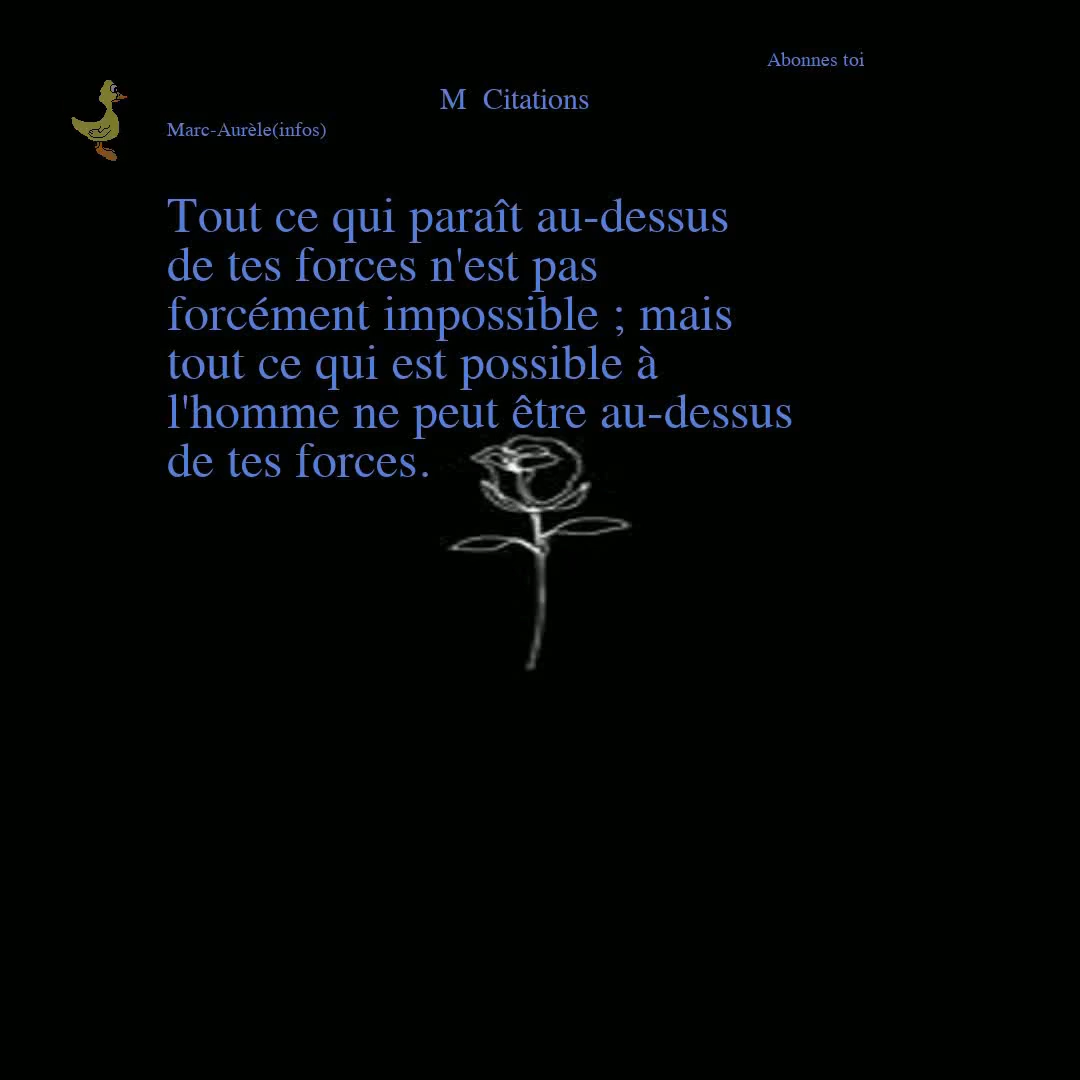 Abonnes toi
M  Citations
Marc-Aurèle(infos)
Tout ce qui paraît au-dessus
de tes forces n'est pas
forcément impossible ; mais
tout ce qui est possible à
l'homme ne peut être au-dessus
de tes forces.